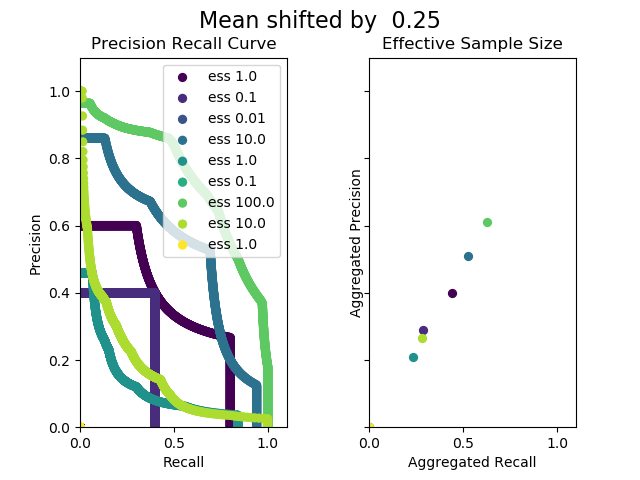 Mean shifted by  0.25
Precision Recall Curve
Effective Sample Size
Precision
1.0
0.8
0.6
0.4
0.2
0.0
ess 1.0
ess 0.1
ess 0.01
ess 10.0
ess 1.0
ess 0.1
ess 100.0
ess 10.0
ess 1.0
0.0
0.5
1.0
Recall
Aggregated Precision
0.0
0.5
1.0
Aggregated Recall